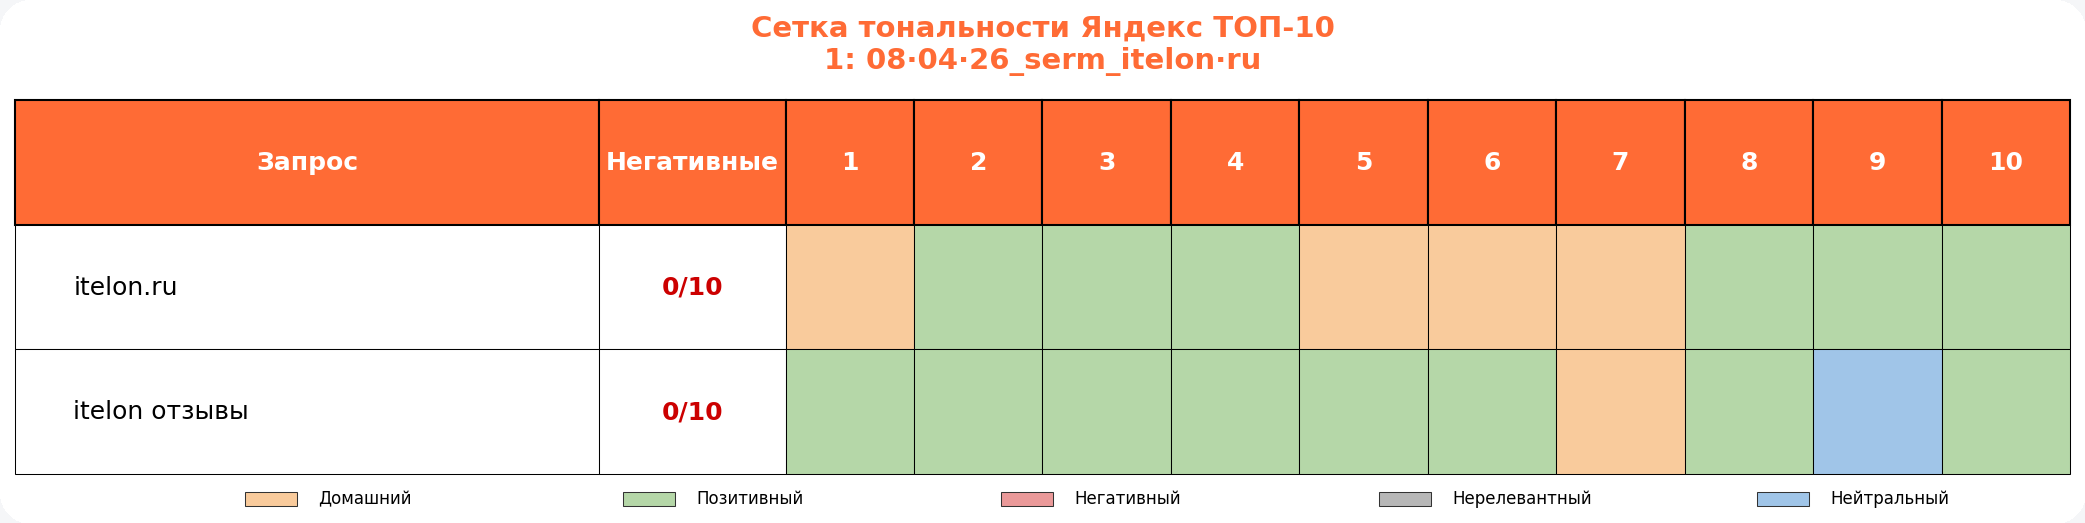 Сетка тональности Яндекс ТОП-10
1: 08·04·26_serm_itelon·ru
Запрос Негативные 1 2 3 4 5 6 7 8 9 10
itelon.ru 0/10
itelon отзывы 0/10
Домашний Позитивный Негативный Нерелевантный Нейтральный